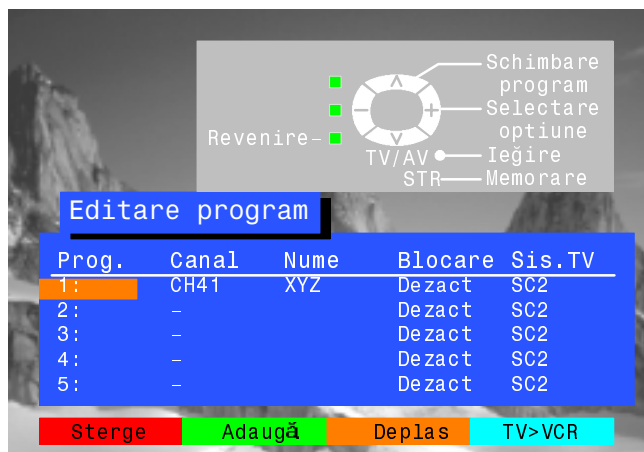 Schimbare
program
Selectare
optiune
Revenire
TV/AV
Ieğire
STR
Memorare
Editare program
Prog. Canal Nume Blocare Sis.TV
1: CH41 XYZ Dezact SC2
2: – Dezact SC2
3: – Dezact SC2
4: – Dezact SC2
5: – Dezact SC2
Sterge Adaugă Deplas TV>VCR